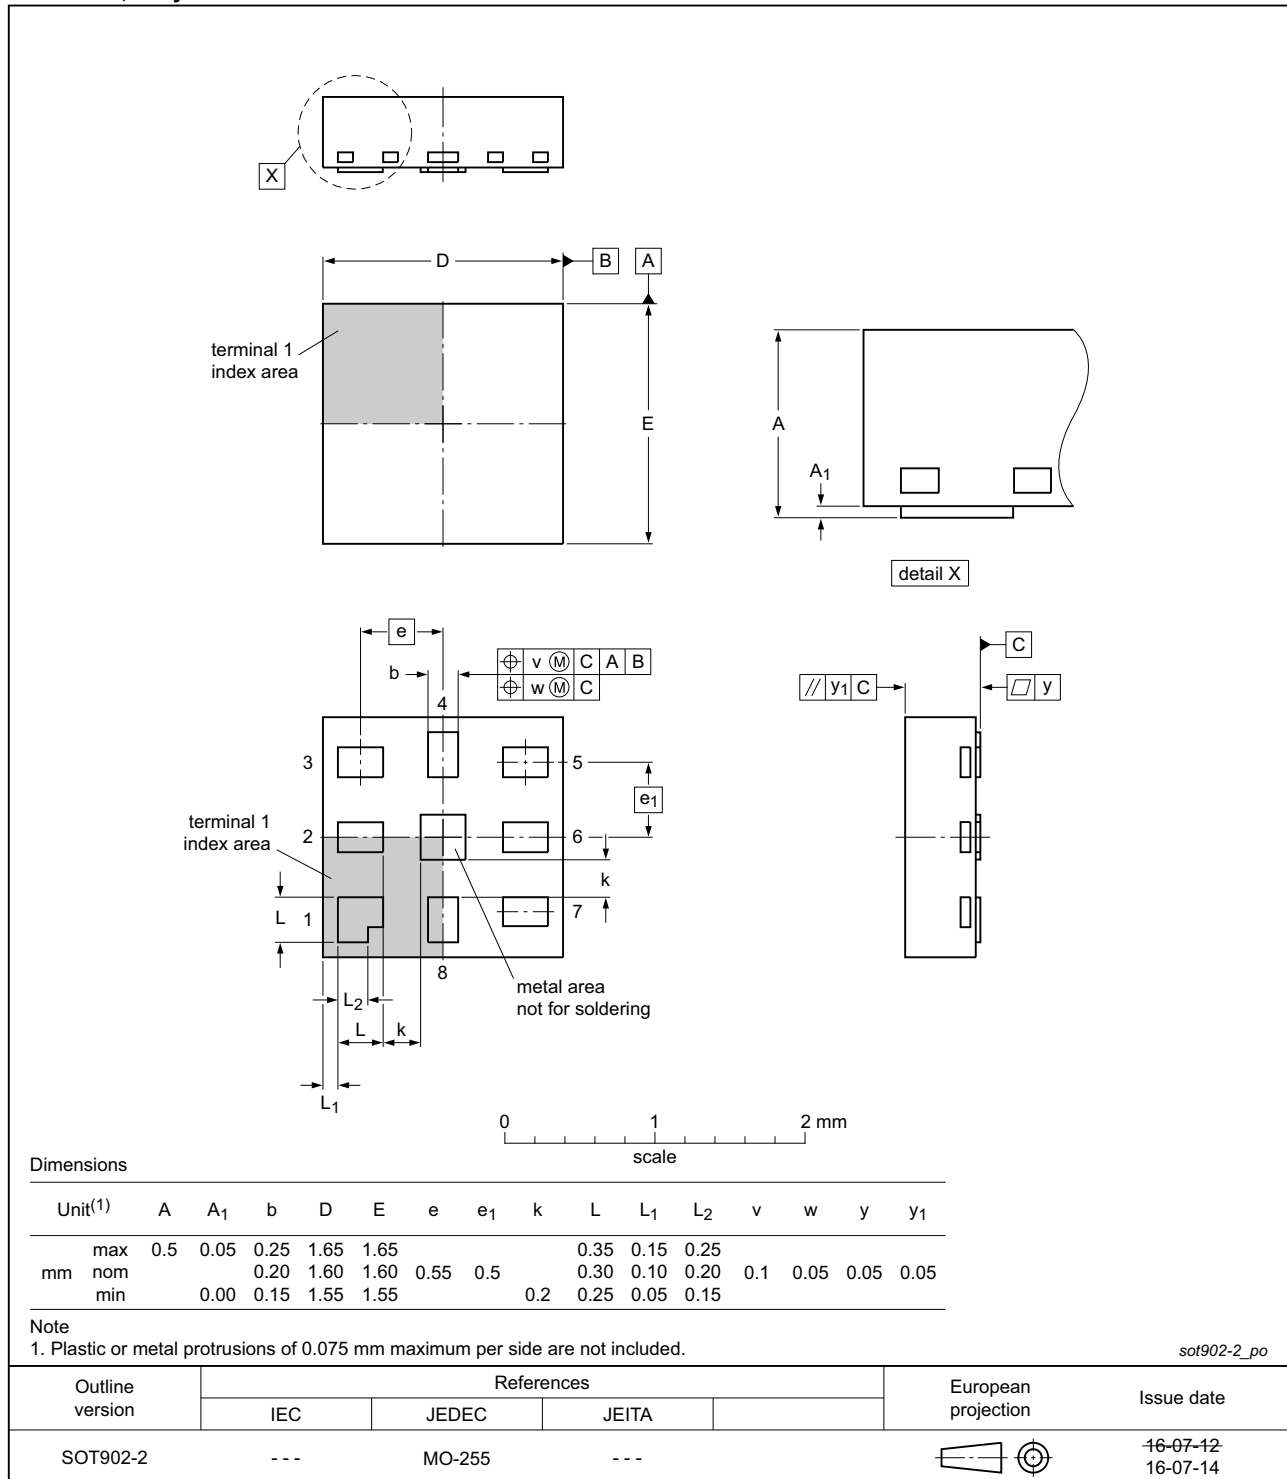 X
D
B
A
terminal 1
index area
E
A
A1
detail X
e
b
v M C A B
w M C
4
3
5
e1
terminal 1
index area
2
6
k
L
1
7
8
metal area
not for soldering
L2
L
k
L1
C
// y1 C
y
0 1 2 mm
scale
Dimensions
Unit(1) A A1 b D E e e1 k L L1 L2 v w y y1
max 0.5 0.05 0.25 1.65 1.65 0.35 0.15 0.25
mm nom 0.20 1.60 1.60 0.55 0.5 0.30 0.10 0.20 0.1 0.05 0.05 0.05
min 0.00 0.15 1.55 1.55 0.2 0.25 0.05 0.15
Note
1. Plastic or metal protrusions of 0.075 mm maximum per side are not included.
sot902-2_po
Outline
version
References
IEC JEDEC JEITA
European
projection
Issue date
SOT902-2 - - - MO-255 - - -
16-07-12
16-07-14